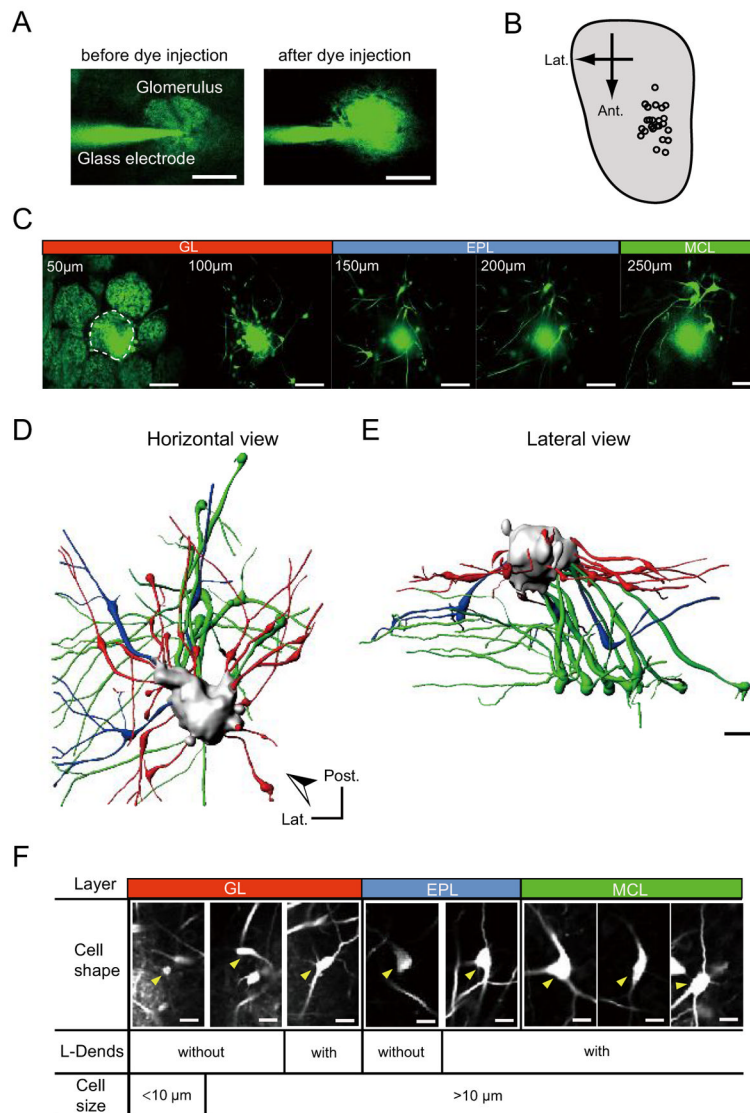 A
before dye injection
after dye injection
Glomerulus
Glass electrode
B
Lat.
Ant.
C
GL
EPL
MCL
50μm
100μm
150μm
200μm
250μm
D
Horizontal view
Post.
Lat.
E
Lateral view
F
Layer
GL
EPL
MCL
Cell
shape
L-Dends
without
with
without
with
Cell
size
<10 μm
>10 μm